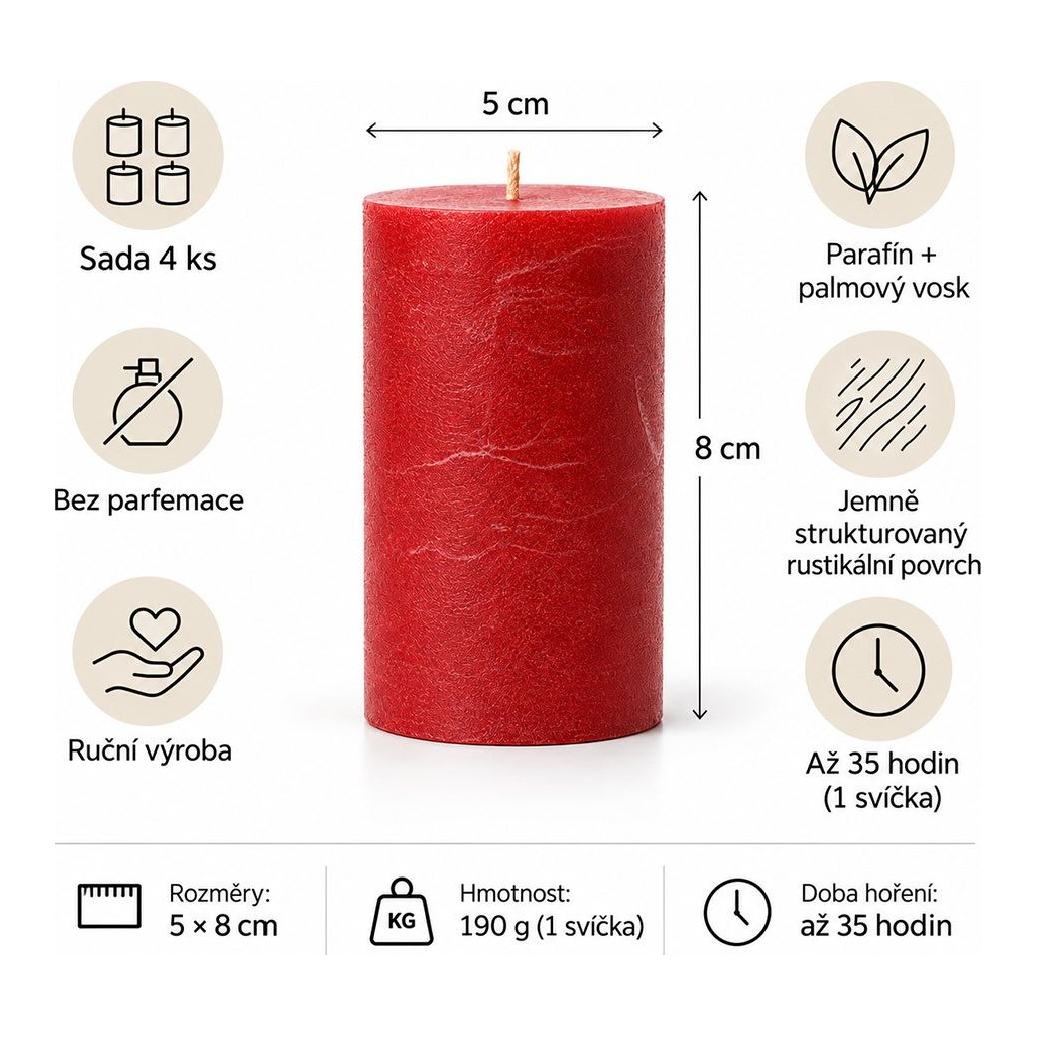 5 cm
Sada 4 ks
Parafín +
palmový vosk
8 cm
Bez parfemace
Jemně
strukturovaný
rustikální povrch
Ruční výroba
Až 35 hodin
(1 svíčka)
Rozměry:
5 × 8 cm
KG
Hmotnost:
190 g (1 svíčka)
Doba hoření:
až 35 hodin